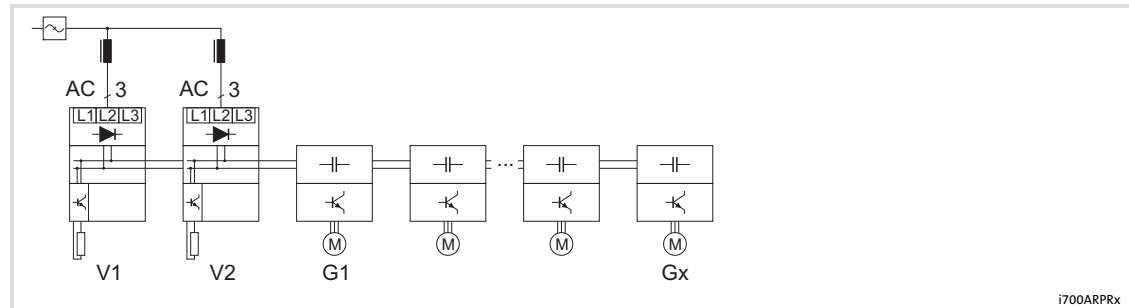 AC 3 AC 3
L1 L2 L3 L1 L2 L3
...
M M M M
V1 V2 G1 Gx
i700ARPRx